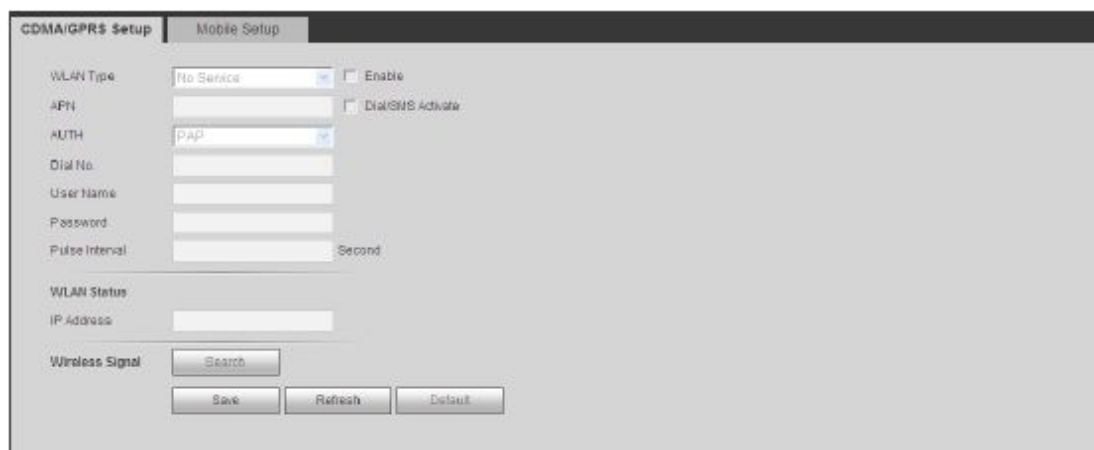 CDMA/GPRS Setup Mobile Setup
WLAN Type No Service Enable
APN Dial/SMS Activate
AUTH PAP
Dial No.
User Name
Password
Pulse Interval Second
WLAN Status
IP Address
Wireless Signal Search
Save Refresh Default